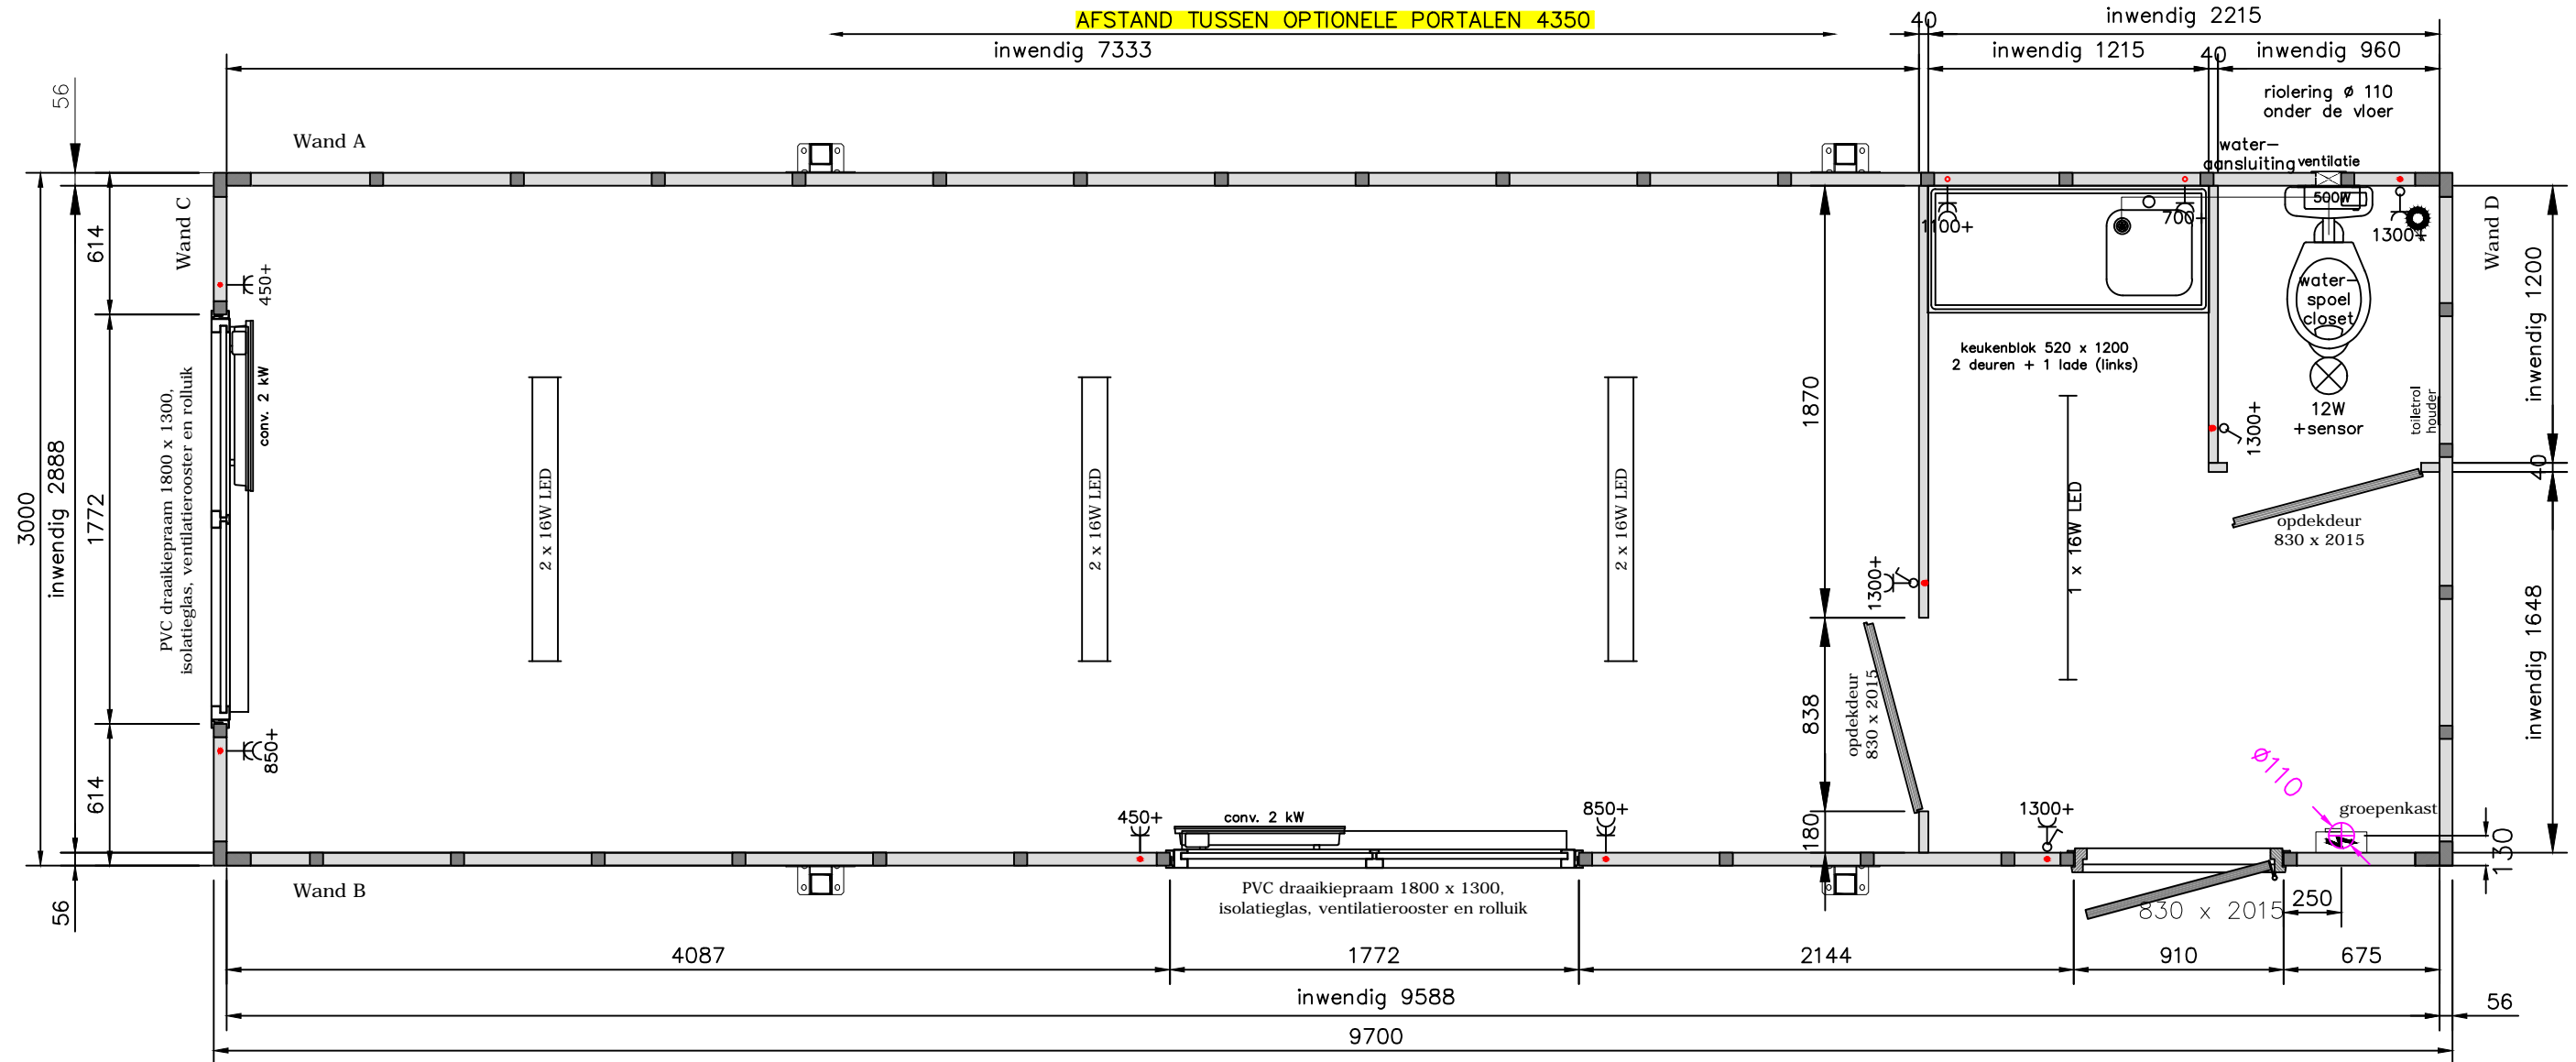 AFSTAND TUSSEN OPTIONELE PORTALEN 4350
40
inwendig 2215
inwendig 7333
inwendig 1215
40
inwendig 960
56
riolering ø 110
onder de vloer
Wand A
water-
aansluiting
ventilatie
Wand C
Wand D
500W
614
450+
1100+
700+
1300+
water-
spoel
closet
inwendig 1200
keukenblok 520 x 1200
2 deuren + 1 lade (links)
PVC draaikiepraam 1800 x 1300,
isolatieglas, ventilatierooster en rolluik
conv. 2 kW
1870
12W
+sensor
toiletrol
houder
1300+
3000
inwendig 2888
1772
2 x 16W LED
2 x 16W LED
2 x 16W LED
1 x 16W LED
40
opdekdeur
830 x 2015
1300+
inwendig 1648
838
opdekdeur
830 x 2015
850+
614
ø110
groepenkast
450+
conv. 2 kW
850+
1300+
180
130
Wand B
56
PVC draaikiepraam 1800 x 1300,
isolatieglas, ventilatierooster en rolluik
830 x 2015
250
4087
1772
2144
910
675
inwendig 9588
56
9700